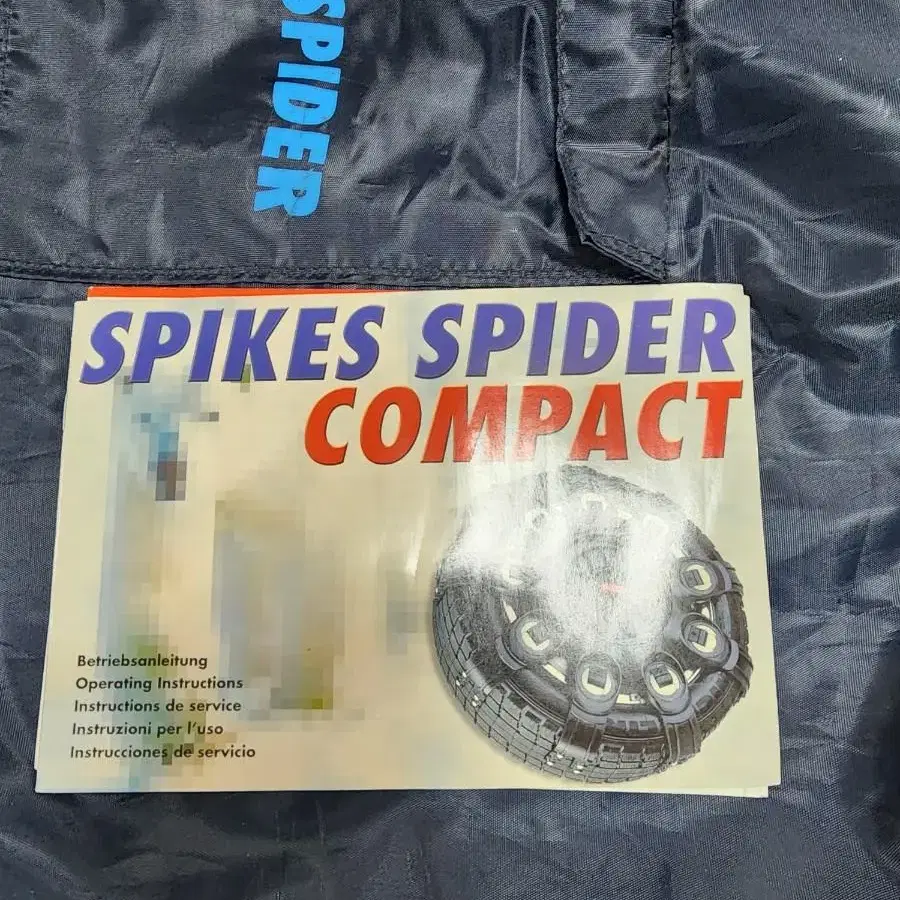 SPIDER
SPIKES SPIDER
COMPACT
Betriebsanleitung
Operating Instructions
Instructions de service
Instruzioni per l'uso
Instrucciones de servicio